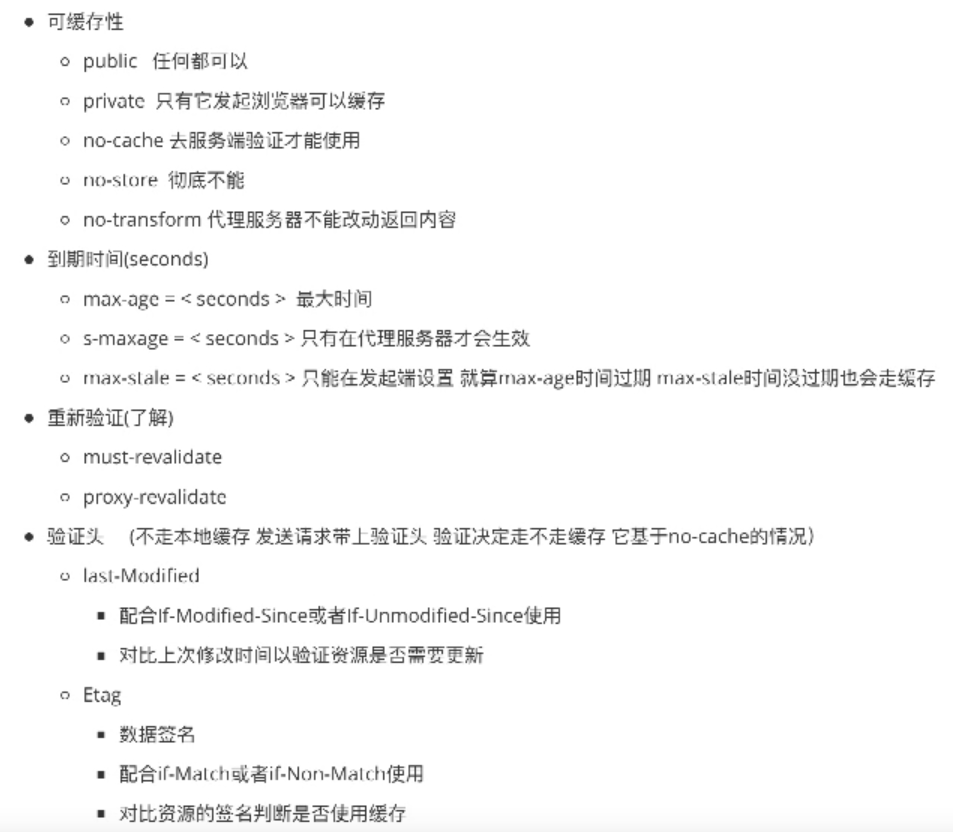 可缓存性
public 任何都可以
private 只有它发起浏览器可以缓存
no-cache 去服务端验证才能使用
no-store 彻底不能
no-transform 代理服务器不能改动返回内容
到期时间(seconds)
max-age = < seconds > 最大时间
s-maxage = < seconds > 只有在代理服务器才会生效
max-stale = < seconds > 只能在发起端设置 就算max-age时间过期 max-stale时间没过期也会走缓存
重新验证(了解)
must-revalidate
proxy-revalidate
验证头 (不走本地缓存 发送请求带上验证头 验证决定走不走缓存 它基于no-cache的情况)
last-Modified
配合If-Modified-Since或者If-Unmodified-Since使用
对比上次修改时间以验证资源是否需要更新
Etag
数据签名
配合if-Match或者if-Non-Match使用
对比资源的签名判断是否使用缓存